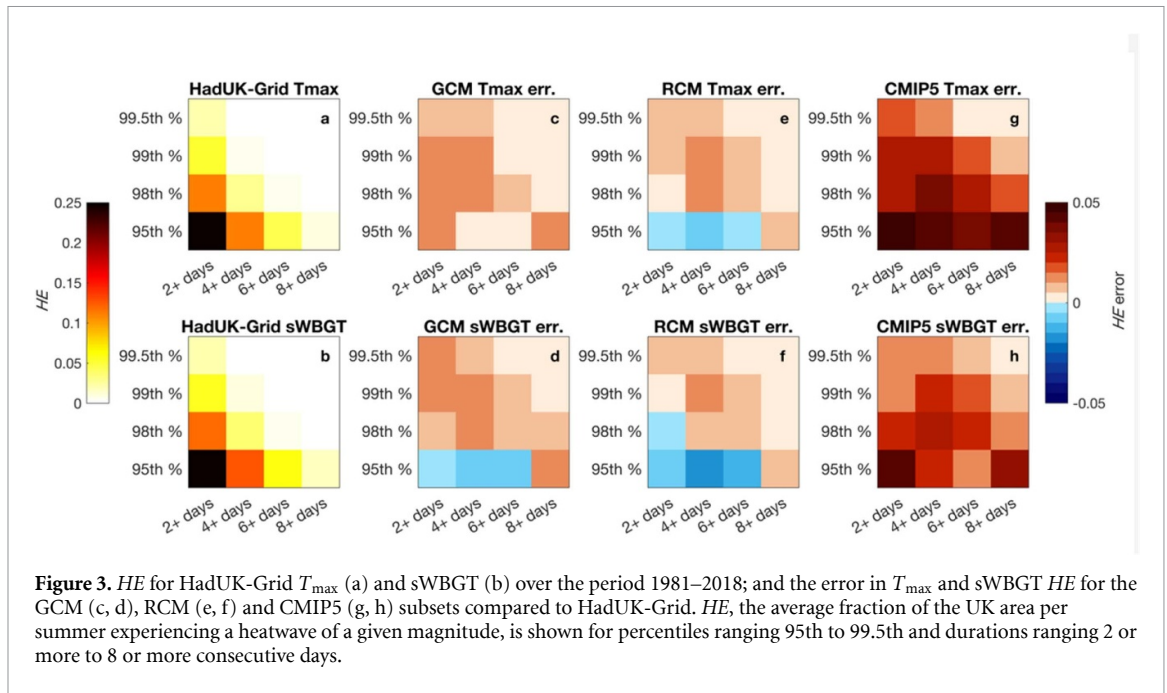 HadUK-Grid Tmax
GCM Tmax err.
RCM Tmax err.
CMIP5 Tmax err.
99.5th %
99th %
98th %
95th %
a
2+ days
4+ days
6+ days
8+ days
99.5th %
99th %
98th %
95th %
c
2+ days
4+ days
6+ days
8+ days
99.5th %
99th %
98th %
95th %
e
2+ days
4+ days
6+ days
8+ days
99.5th %
99th %
98th %
95th %
g
2+ days
4+ days
6+ days
8+ days
0.25
0.2
0.15
0.1
0.05
0
HE
0.05
0
-0.05
HE error
HadUK-Grid sWBGT
GCM sWBGT err.
RCM sWBGT err.
CMIP5 sWBGT err.
99.5th %
99th %
98th %
95th %
b
2+ days
4+ days
6+ days
8+ days
99.5th %
99th %
98th %
95th %
d
2+ days
4+ days
6+ days
8+ days
99.5th %
99th %
98th %
95th %
f
2+ days
4+ days
6+ days
8+ days
99.5th %
99th %
98th %
95th %
h
2+ days
4+ days
6+ days
8+ days
Figure 3. HE for HadUK-Grid Tmax (a) and sWBGT (b) over the period 1981–2018; and the error in Tmax and sWBGT HE for the
GCM (c, d), RCM (e, f) and CMIP5 (g, h) subsets compared to HadUK-Grid. HE, the average fraction of the UK area per
summer experiencing a heatwave of a given magnitude, is shown for percentiles ranging 95th to 99.5th and durations ranging 2 or
more to 8 or more consecutive days.